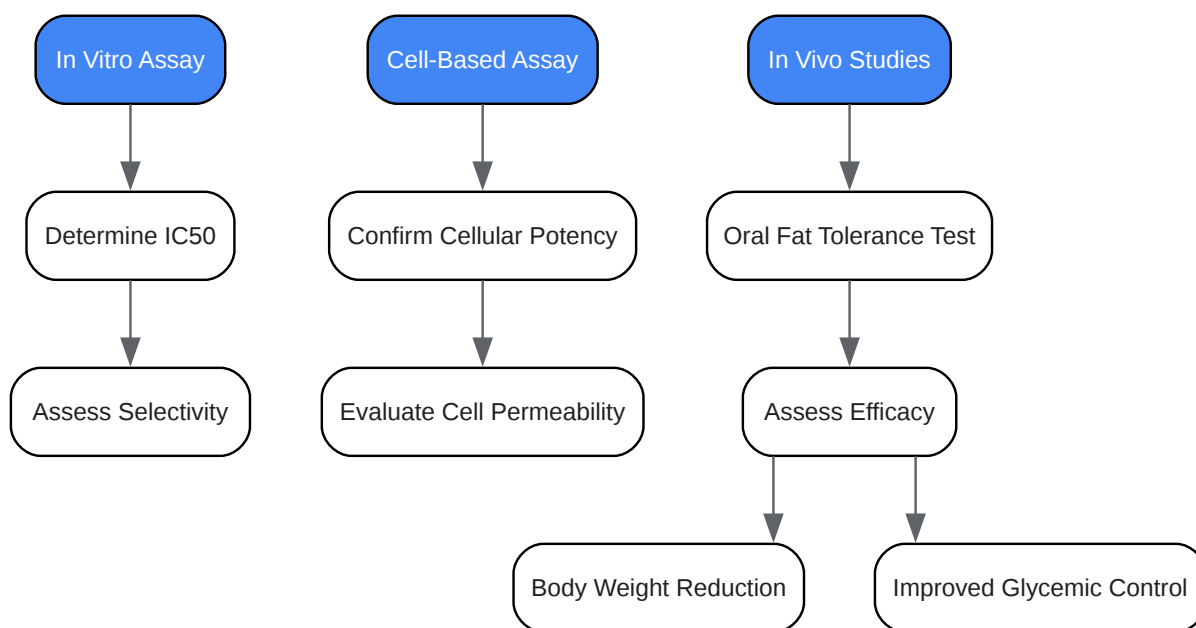 In Vitro Assay
Cell-Based Assay
In Vivo Studies
Determine IC50
Confirm Cellular Potency
Oral Fat Tolerance Test
Assess Selectivity
Evaluate Cell Permeability
Assess Efficacy
Body Weight Reduction
Improved Glycemic Control